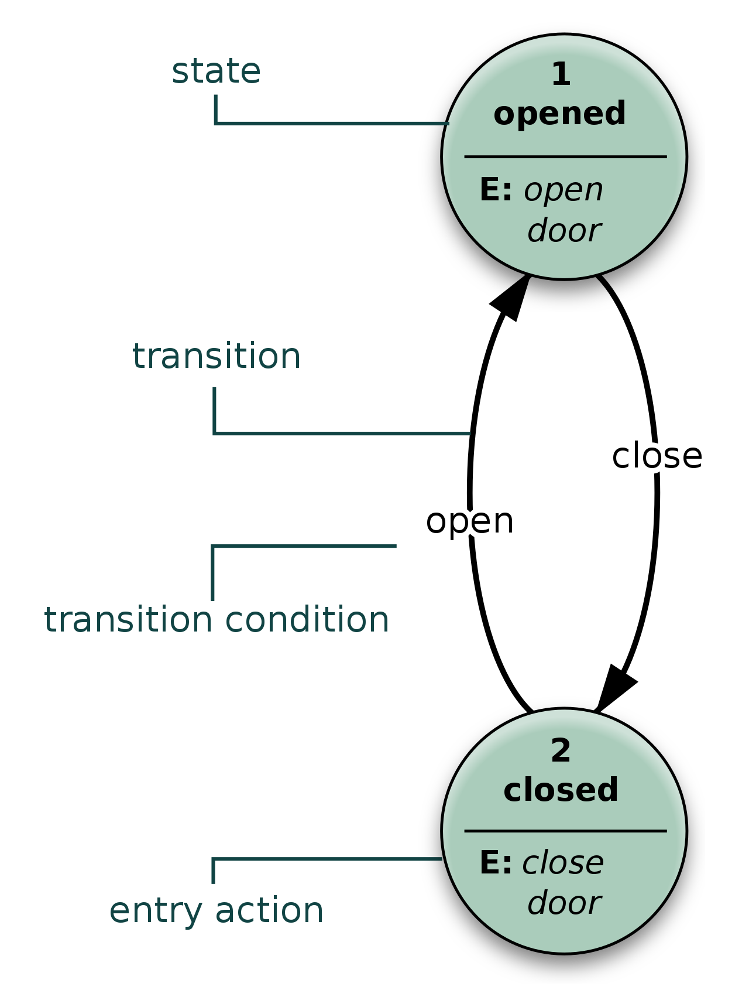 state
1
opened
E: open
door
transition
close
open
transition condition
2
closed
E: close
door
entry action